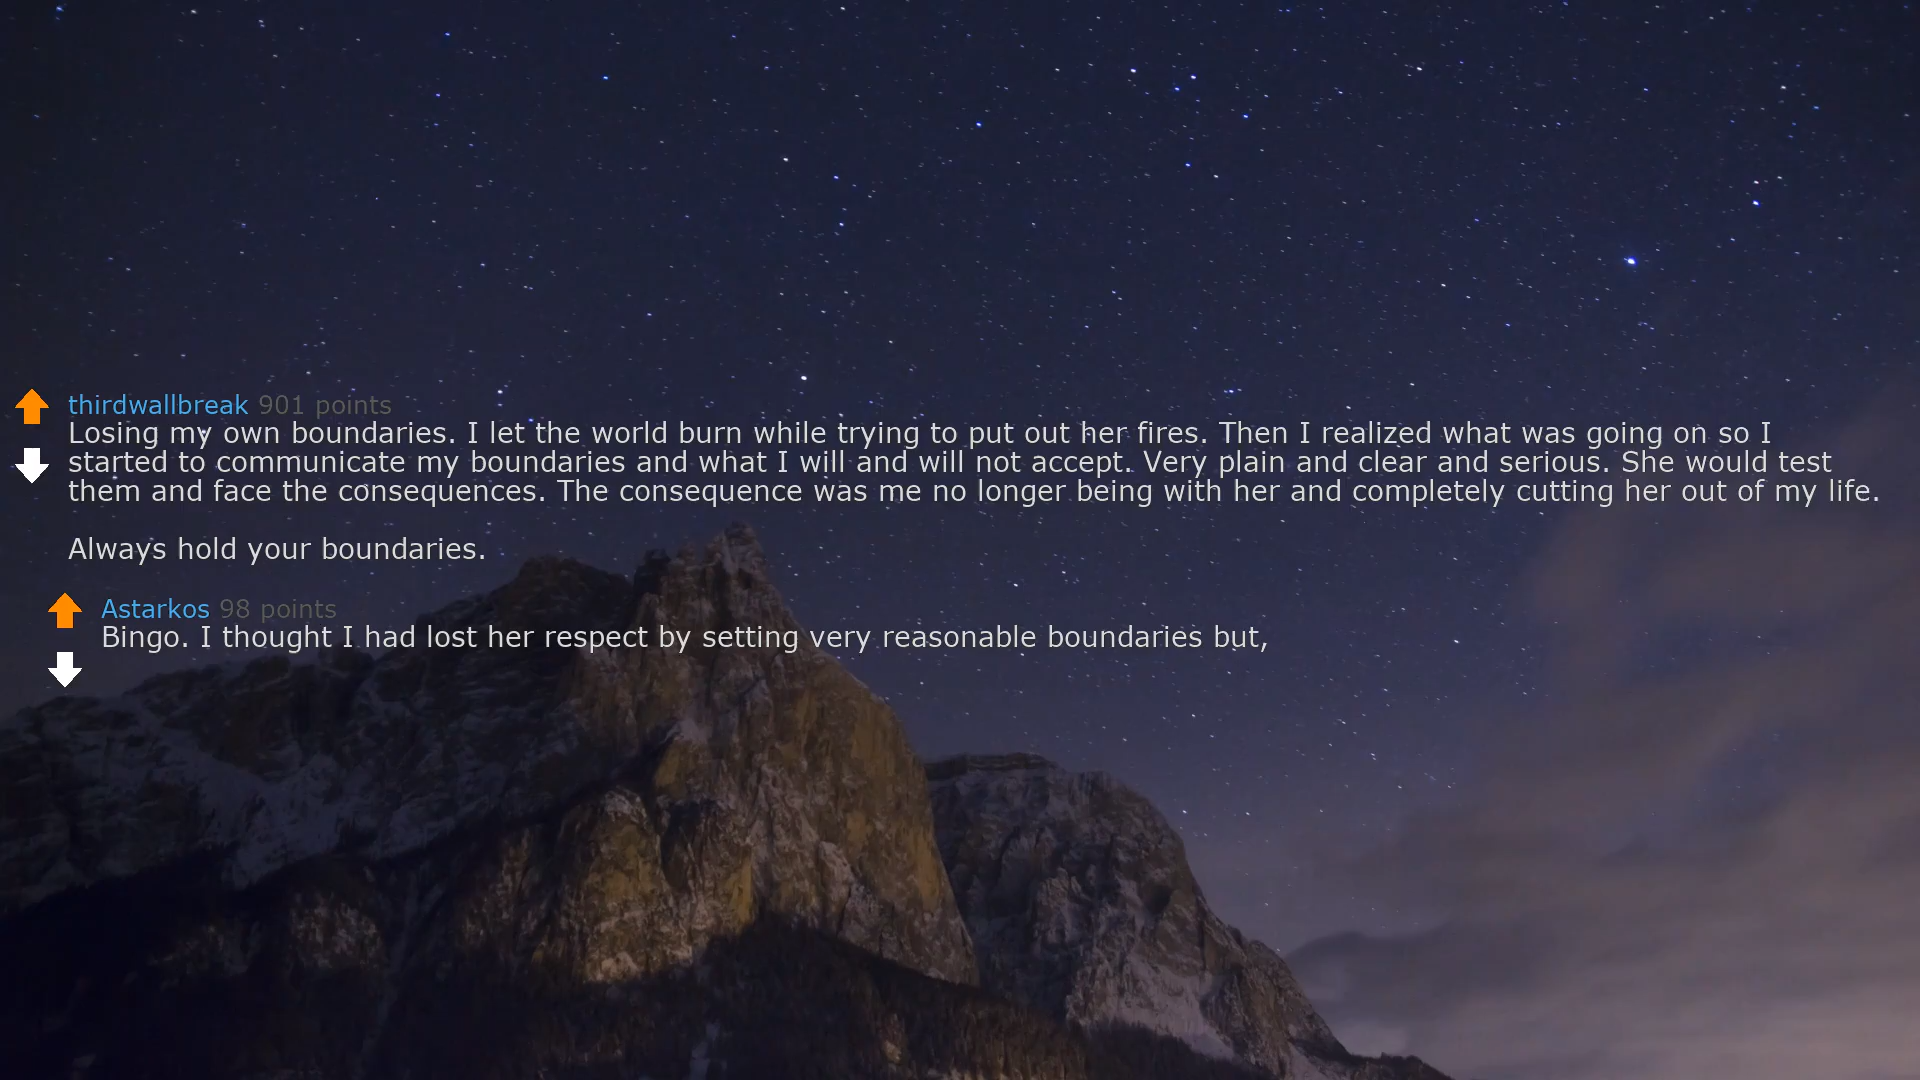 thirdwallbreak 901 points
Losing my own boundaries. I let the world burn while trying to put out her fires. Then I realized what was going on so I
started to communicate my boundaries and what I will and will not accept. Very plain and clear and serious. She would test
them and face the consequences. The consequence was me no longer being with her and completely cutting her out of my life.
Always hold your boundaries.
Astarkos 98 points
Bingo. I thought I had lost her respect by setting very reasonable boundaries but,